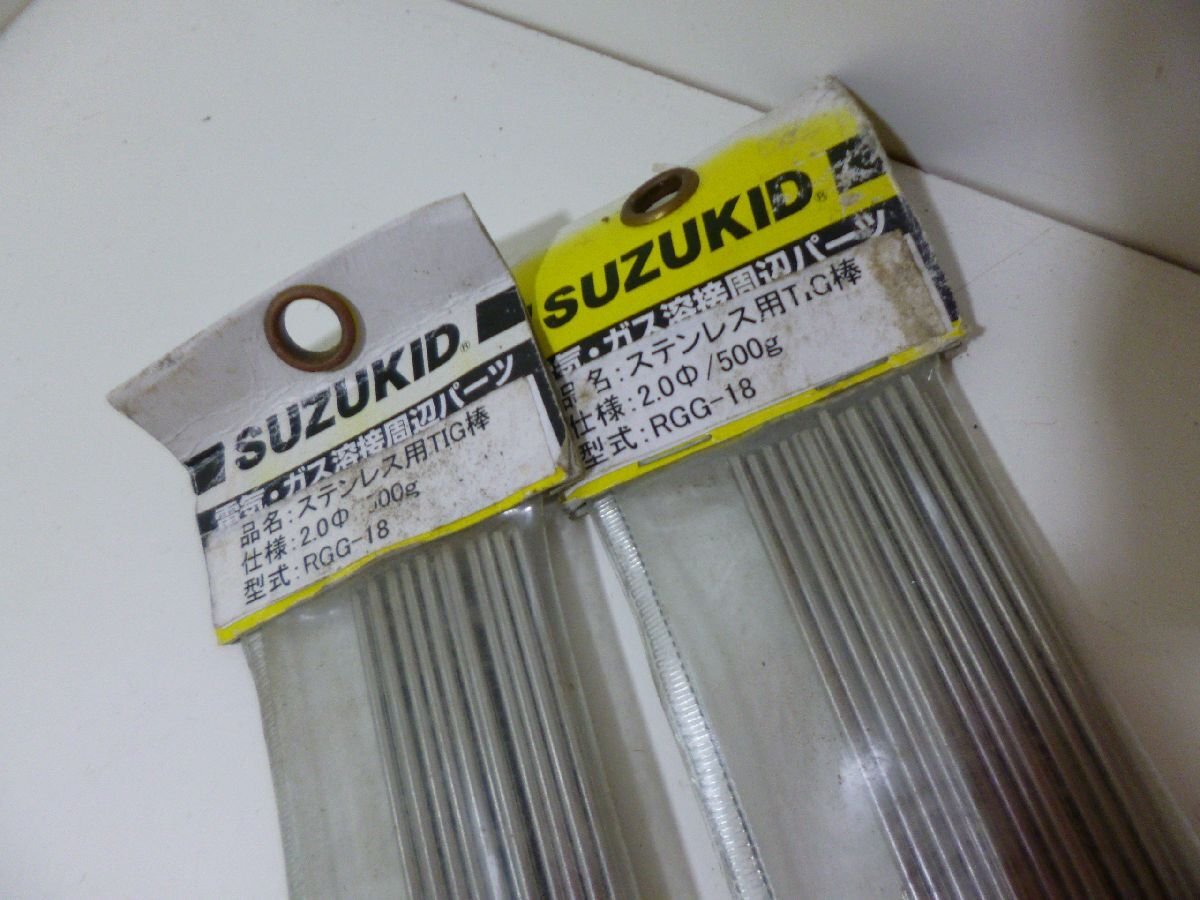 SUZUKID®
電気・ガス溶接周辺パーツ
品名:ステンレス用TIG棒
仕様:2.0Φ 500g
型式:RGG-18
SUZUKID®
電気・ガス溶接周辺パーツ
品名:ステンレス用TIG棒
仕様:2.0Φ/500g
型式:RGG-18